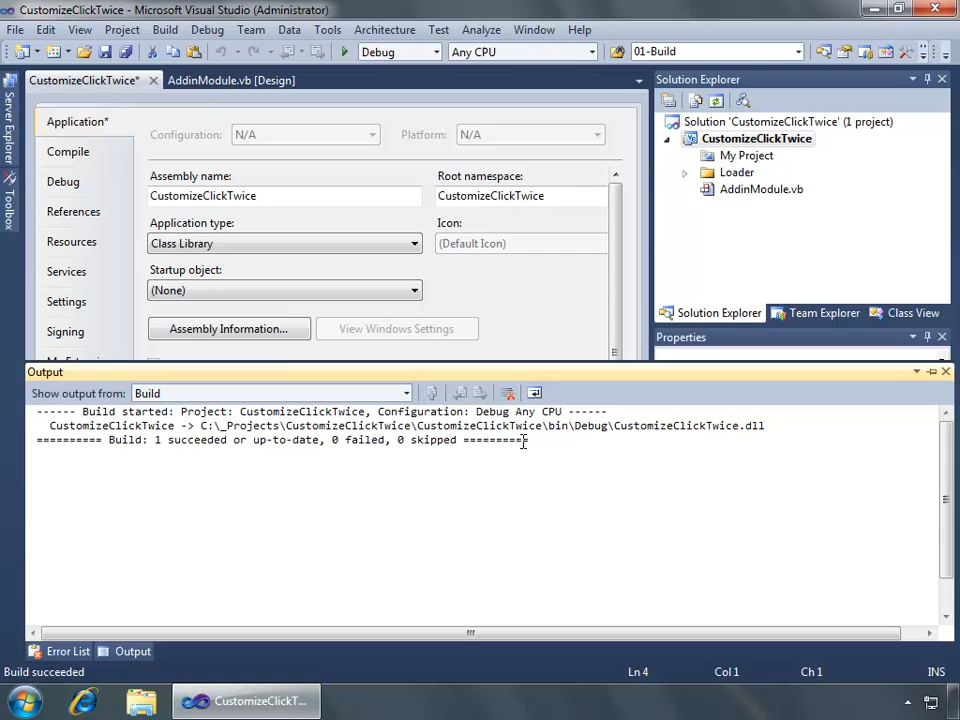 CustomizeClickTwice - Microsoft Visual Studio (Administrator)
File Edit View Project Build Debug Team Data Tools Architecture Test Analyze Window Help
Debug Any CPU 01-Build
CustomizeClickTwice* AddinModule.vb [Design]
Server Explorer
Toolbox
Application*
Compile
Debug
References
Resources
Services
Settings
Signing
Configuration: N/A Platform: N/A
Assembly name: Root namespace:
CustomizeClickTwice CustomizeClickTwice
Application type: Icon:
Class Library (Default Icon)
Startup object:
(None)
Assembly Information... View Windows Settings
Solution Explorer
Solution 'CustomizeClickTwice' (1 project)
CustomizeClickTwice
My Project
Loader
AddinModule.vb
Solution Explorer Team Explorer Class View
Properties
Output
Show output from: Build
------ Build started: Project: CustomizeClickTwice, Configuration: Debug Any CPU ------
CustomizeClickTwice -> C:\_Projects\CustomizeClickTwice\CustomizeClickTwice\bin\Debug\CustomizeClickTwice.dll
========== Build: 1 succeeded or up-to-date, 0 failed, 0 skipped ==========
Error List Output
Build succeeded Ln 4 Col 1 Ch 1 INS
CustomizeClickT...